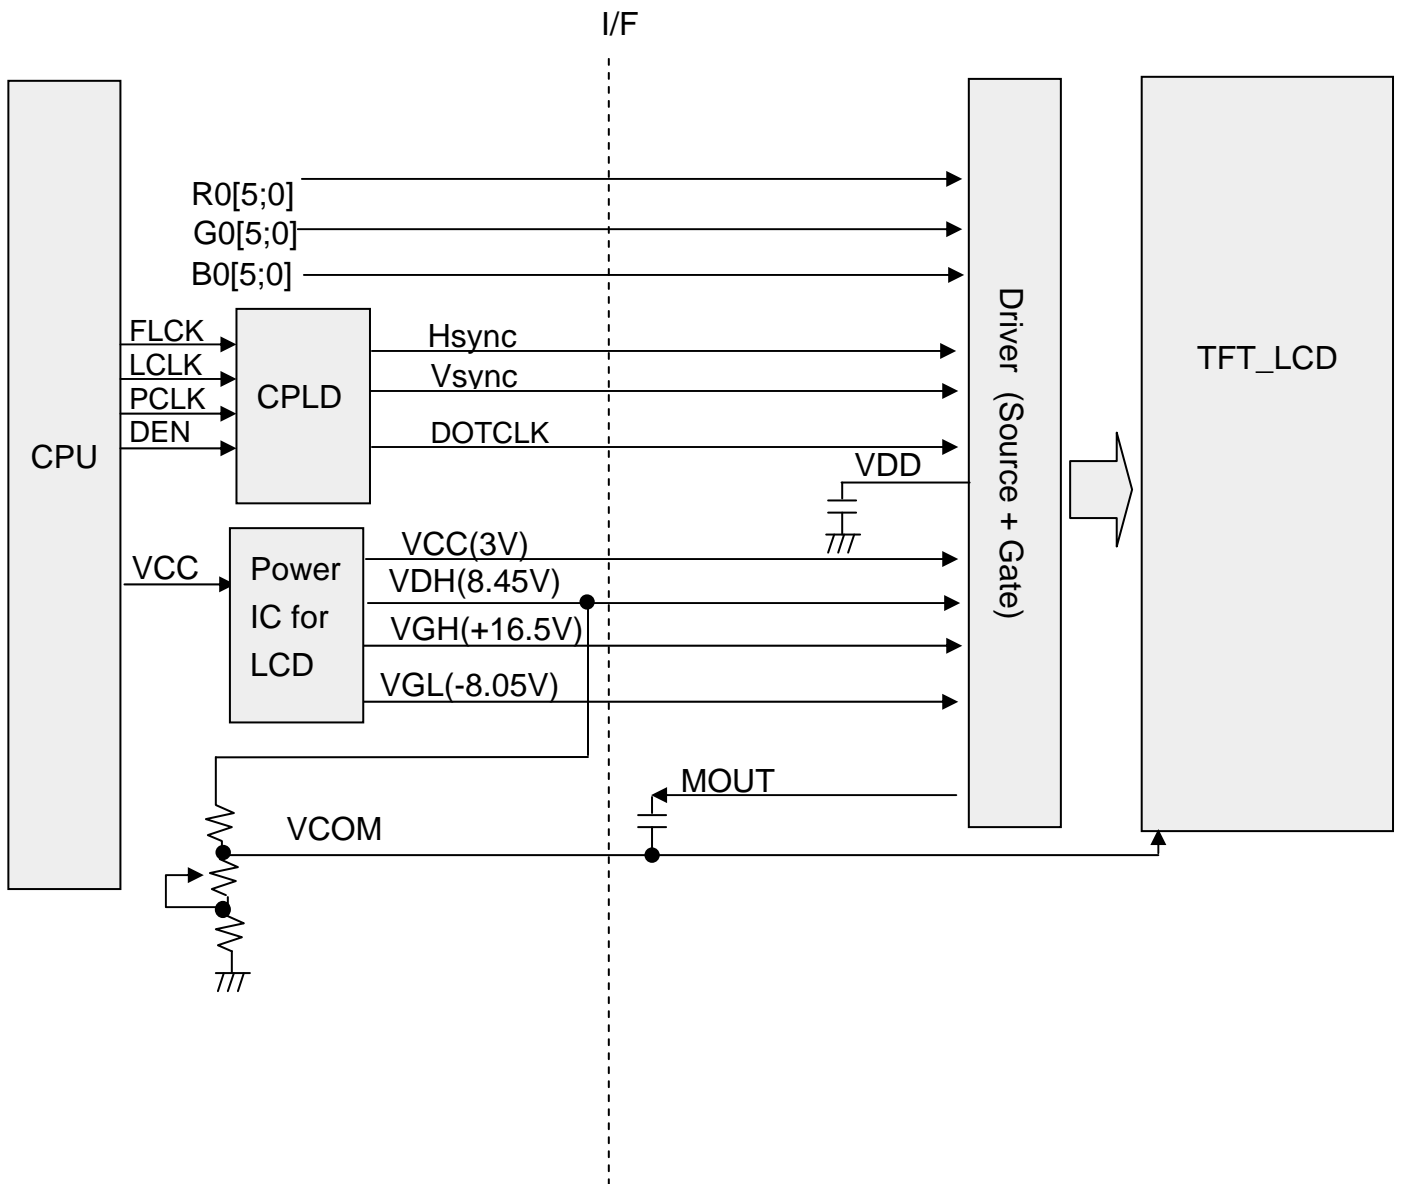 I/F
R0[5;0]
G0[5;0]
B0[5;0]
FLCK
LCLK
PCLK
DEN
CPU
CPLD
Hsync
Vsync
DOTCLK
VDD
Driver (Source + Gate)
TFT_LCD
VCC
Power
IC for
LCD
VCC(3V)
VDH(8.45V)
VGH(+16.5V)
VGL(-8.05V)
MOUT
VCOM